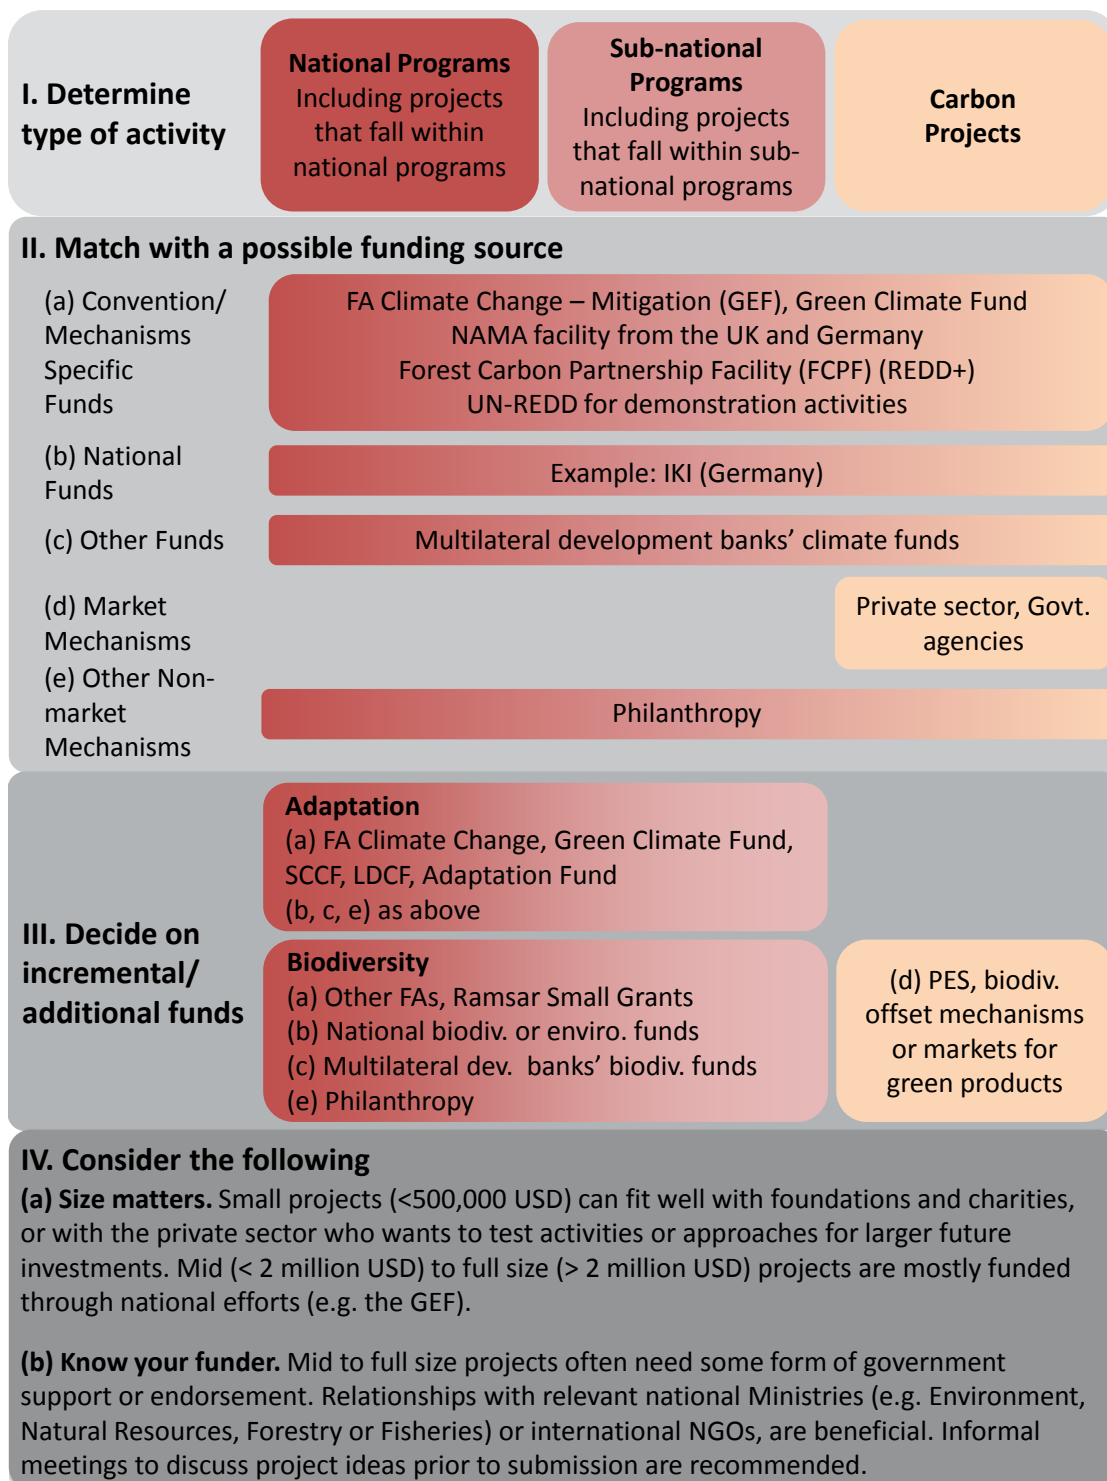 I. Determine
type of activity
National Programs
Including projects
that fall within
national programs
Sub-national
Programs
Including projects
that fall within sub-
national programs
Carbon
Projects
II. Match with a possible funding source
(a) Convention/
Mechanisms
Specific
Funds
FA Climate Change – Mitigation (GEF), Green Climate Fund
NAMA facility from the UK and Germany
Forest Carbon Partnership Facility (FCPF) (REDD+)
UN-REDD for demonstration activities
(b) National
Funds
Example: IKI (Germany)
(c) Other Funds
Multilateral development banks’ climate funds
(d) Market
Mechanisms
Private sector, Govt.
agencies
(e) Other Non-
market
Mechanisms
Philanthropy
III. Decide on
incremental/
additional funds
Adaptation
(a) FA Climate Change, Green Climate Fund,
SCCF, LDCF, Adaptation Fund
(b, c, e) as above
Biodiversity
(a) Other FAs, Ramsar Small Grants
(b) National biodiv. or enviro. funds
(c) Multilateral dev. banks’ biodiv. funds
(e) Philanthropy
(d) PES, biodiv.
offset mechanisms
or markets for
green products
IV. Consider the following
(a) Size matters. Small projects (<500,000 USD) can fit well with foundations and charities,
or with the private sector who wants to test activities or approaches for larger future
investments. Mid (< 2 million USD) to full size (> 2 million USD) projects are mostly funded
through national efforts (e.g. the GEF).
(b) Know your funder. Mid to full size projects often need some form of government
support or endorsement. Relationships with relevant national Ministries (e.g. Environment,
Natural Resources, Forestry or Fisheries) or international NGOs, are beneficial. Informal
meetings to discuss project ideas prior to submission are recommended.